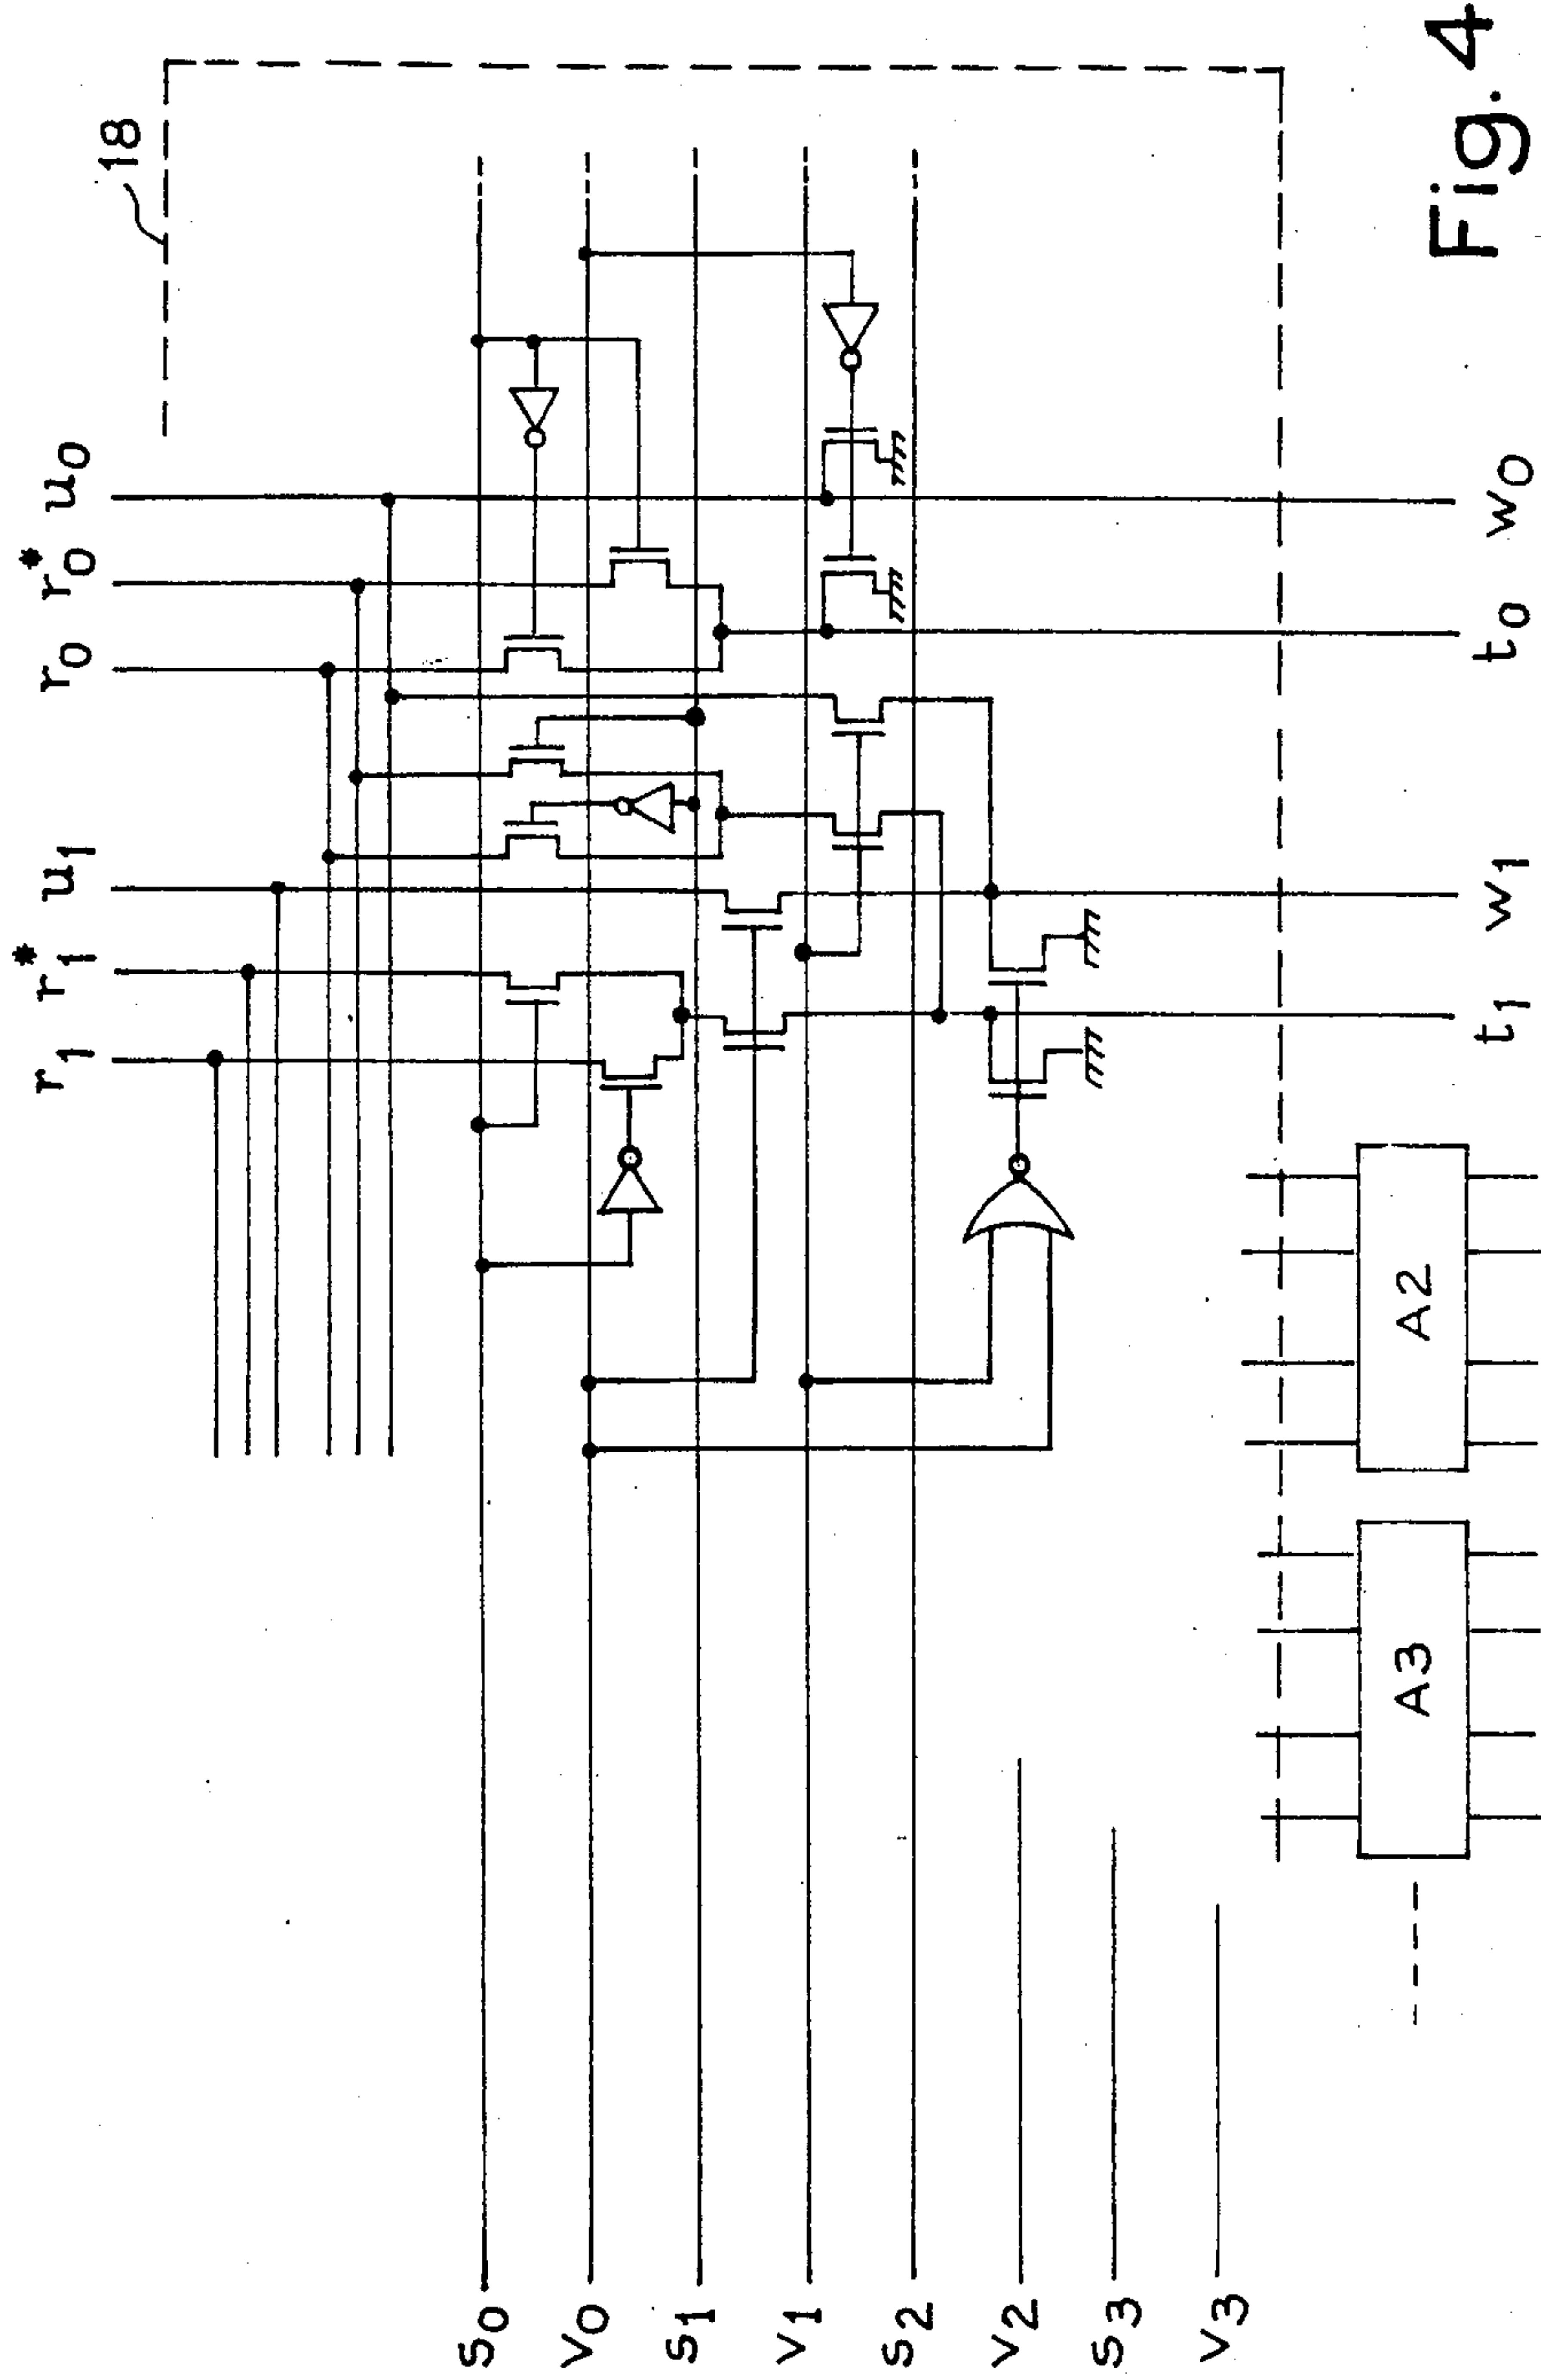 18
r1 r1* u1 r0 r0* u0
s0
v0
s1
v1
s2
v2
s3
v3
t1 w1 t0 w0
A3 A2
Fig. 4